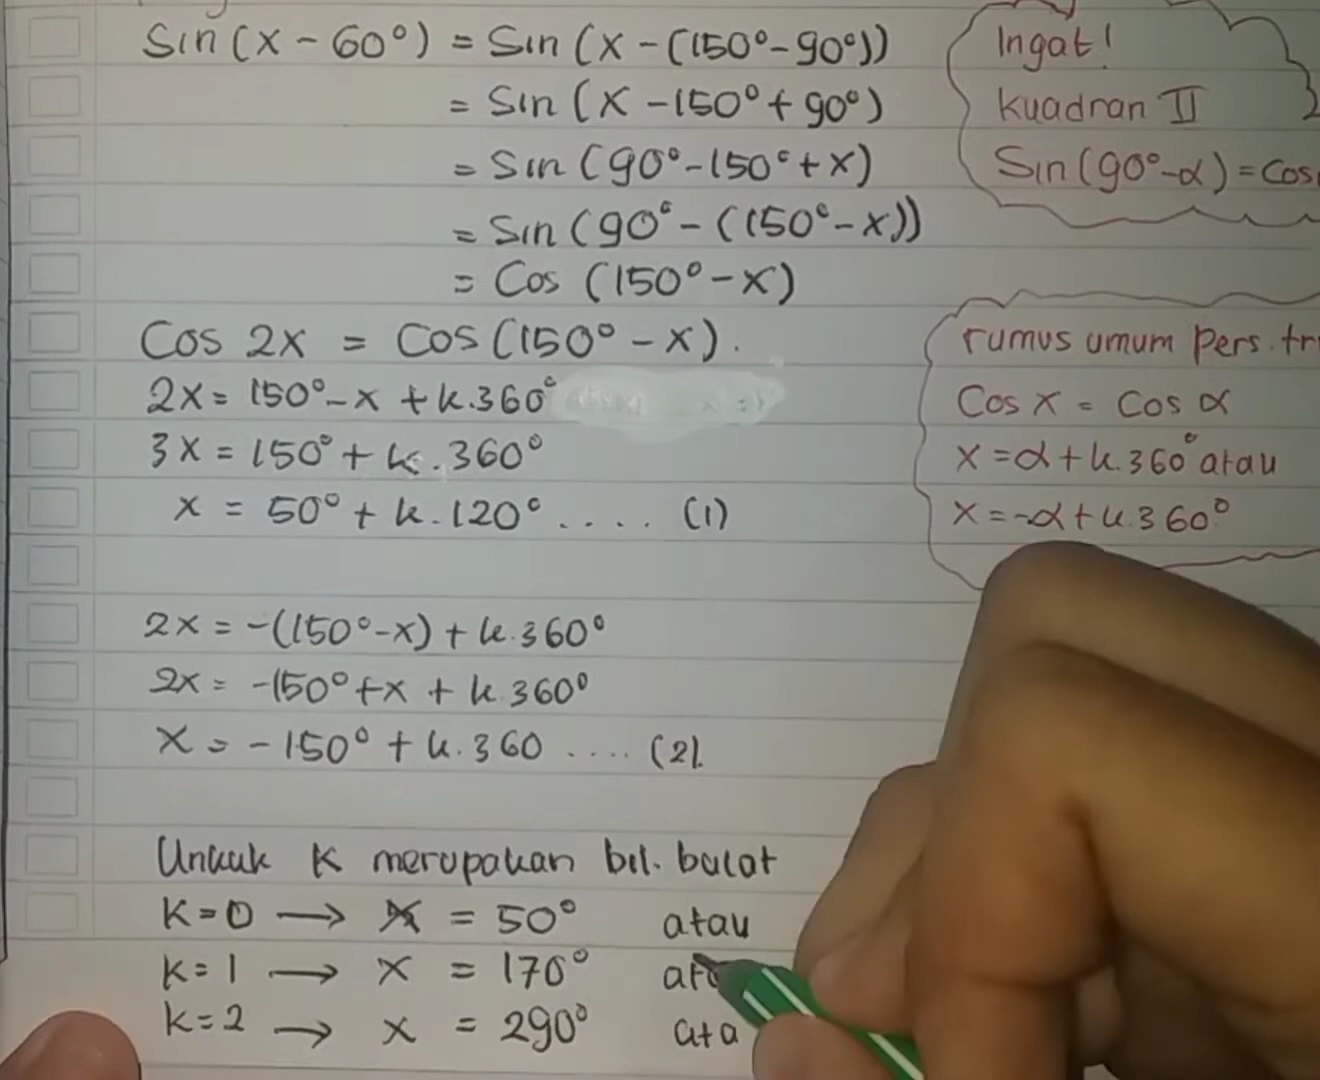 Sin (x - 60°) = Sin (x - (150° - 90°))
= Sin (x - 150° + 90°)
= Sin (90° - 150° + x)
= Sin (90° - (150° - x))
= Cos (150° - x)
Cos 2x = Cos (150° - x).
2x = 150° - x + k.360°
3x = 150° + k.360°
x = 50° + k.120° .... (1)
2x = -(150° - x) + k.360°
2x = -150° + x + k.360°
x = -150° + k.360 .... (2).
Untuk K merupakan bil. bulat
K = 0 → x = 50° atau
K = 1 → x = 170°
K = 2 → x = 290° ata
Ingat!
Kuadran II
Sin (90° - α) = Cos
rumus umum Pers. tr
Cos x = Cos α
x = α + k.360° atau
x = -α + k.360°